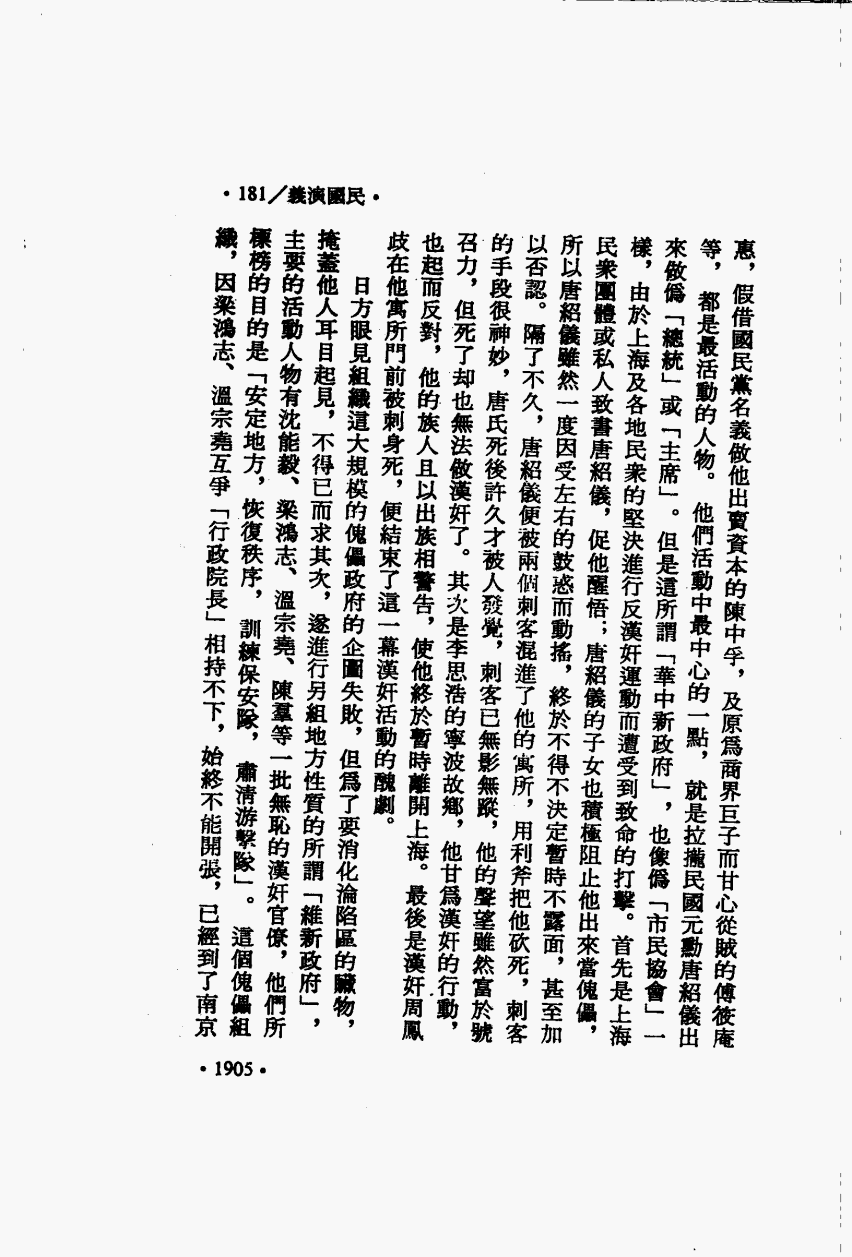 •181／義演國民•
惠，假借國民黨名義做他出賣資本的陳中孚，及原爲商界巨子而甘心從賊的傅筱庵
等，都是最活動的人物。他們活動中最中心的一點，就是拉攏民國元勳唐紹儀出
來做僞「總統」或「主席」。但是這所謂「華中新政府」，也像僞「市民協會」一
樣，由於上海及各地民衆的堅決進行反漢奸運動而遭受到致命的打擊。首先是上海
民衆團體或私人致書唐紹儀，促他醒悟；唐紹儀的子女也積極阻止他出來當傀儡，
所以唐紹儀雖然一度因受左右的鼓惑而動搖，終於不得不決定暫時不露面，甚至加
以否認。隔了不久，唐紹儀便被兩個刺客混進了他的寓所，用利斧把他砍死，刺客
的手段很神妙，唐氏死後許久才被人發覺，刺客已無影無蹤，他的聲望雖然富於號
召力，但死了却也無法做漢奸了。其次是李思浩的寧波故鄉，他甘爲漢奸的行動，
也起而反對，他的族人且以出族相警告，使他終於暫時離開上海。最後是漢奸周鳳
歧在他寓所門前被刺身死，便結束了這一幕漢奸活動的醜劇。
日方眼見組織這大規模的傀儡政府的企圖失敗，但爲了要消化淪陷區的贜物，
掩蓋他人耳目起見，不得已而求其次，遂進行另組地方性質的所謂「維新政府」，
主要的活動人物有沈能毅、梁鴻志、溫宗堯、陳羣等一批無恥的漢奸官僚，他們所
標榜的目的是「安定地方，恢復秩序，訓練保安隊，肅清游擊隊」。這個傀儡組
織，因梁鴻志、溫宗堯互爭「行政院長」相持不下，始終不能開張，已經到了南京
•1905•